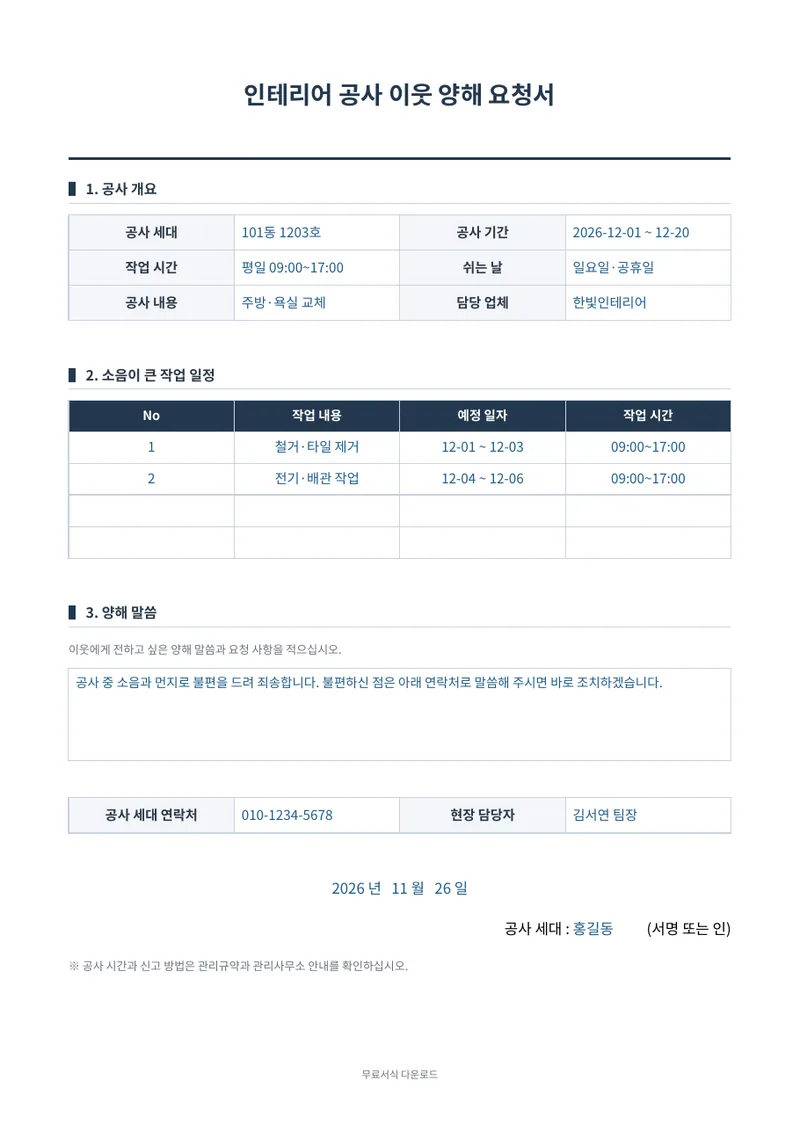 인테리어 공사 이웃 양해 요청서
1. 공사 개요
공사 세대 101동 1203호 공사 기간 2026-12-01 ~ 12-20
작업 시간 평일 09:00~17:00 쉬는 날 일요일·공휴일
공사 내용 주방·욕실 교체 담당 업체 한빛인테리어
2. 소음이 큰 작업 일정
No 작업 내용 예정 일자 작업 시간
1 철거·타일 제거 12-01 ~ 12-03 09:00~17:00
2 전기·배관 작업 12-04 ~ 12-06 09:00~17:00
3. 양해 말씀
이웃에게 전하고 싶은 양해 말씀과 요청 사항을 적으십시오.
공사 중 소음과 먼지로 불편을 드려 죄송합니다. 불편하신 점은 아래 연락처로 말씀해 주시면 바로 조치하겠습니다.
공사 세대 연락처 010-1234-5678 현장 담당자 김서연 팀장
2026 년 11 월 26 일
공사 세대 : 홍길동 (서명 또는 인)
※ 공사 시간과 신고 방법은 관리규약과 관리사무소 안내를 확인하십시오.
무료서식 다운로드